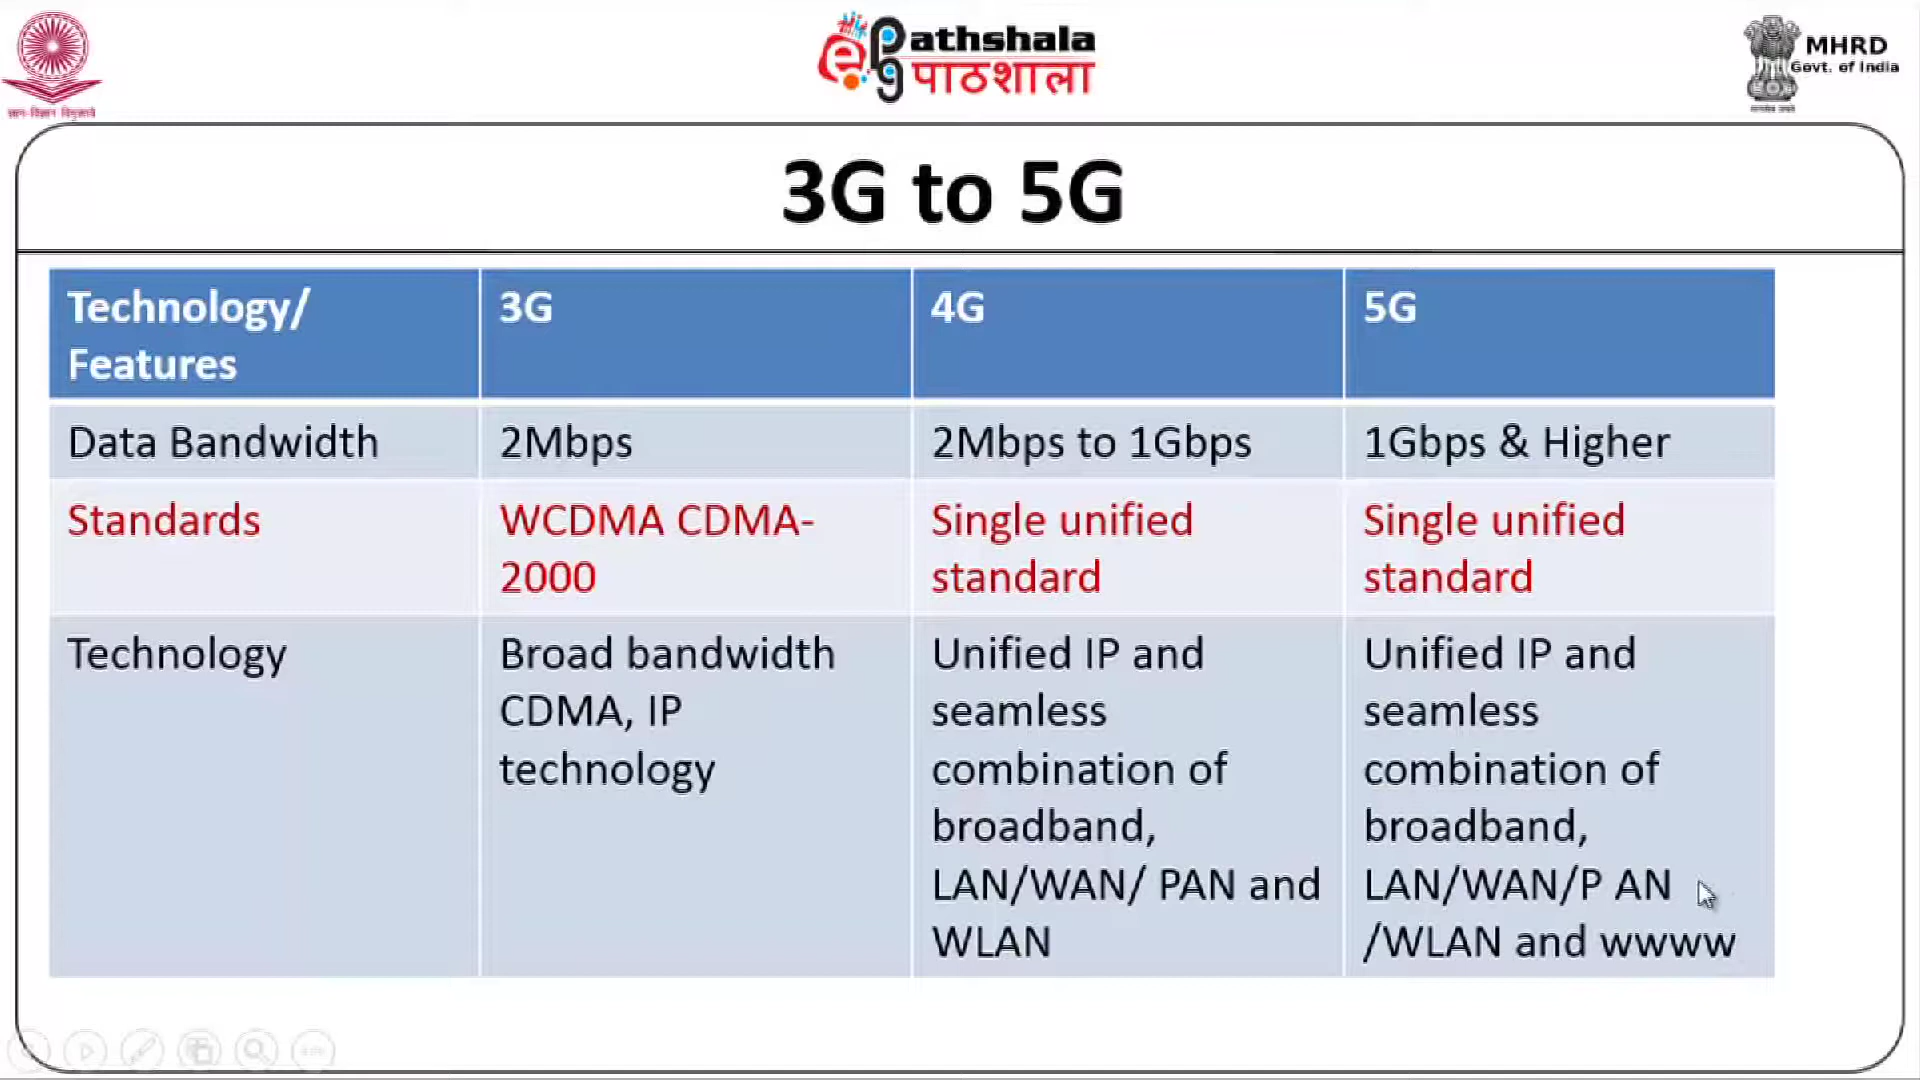 ज्ञान-विज्ञान विमुक्तये
ePG Pathshala
पाठशाला
MHRD
Govt. of India
3G to 5G
Technology/ Features
3G
4G
5G
Data Bandwidth
2Mbps
2Mbps to 1Gbps
1Gbps & Higher
Standards
WCDMA CDMA-
2000
Single unified
standard
Single unified
standard
Technology
Broad bandwidth
CDMA, IP
technology
Unified IP and
seamless
combination of
broadband,
LAN/WAN/ PAN and
WLAN
Unified IP and
seamless
combination of
broadband,
LAN/WAN/P AN
/WLAN and wwww